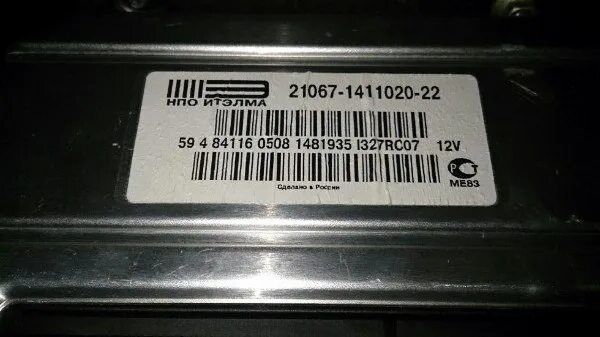 21067-1411020-22
НПО ИТЭЛМА
59 4 84116 0508 1481935 I327RC07 12V
Сделано в России
МЕ83